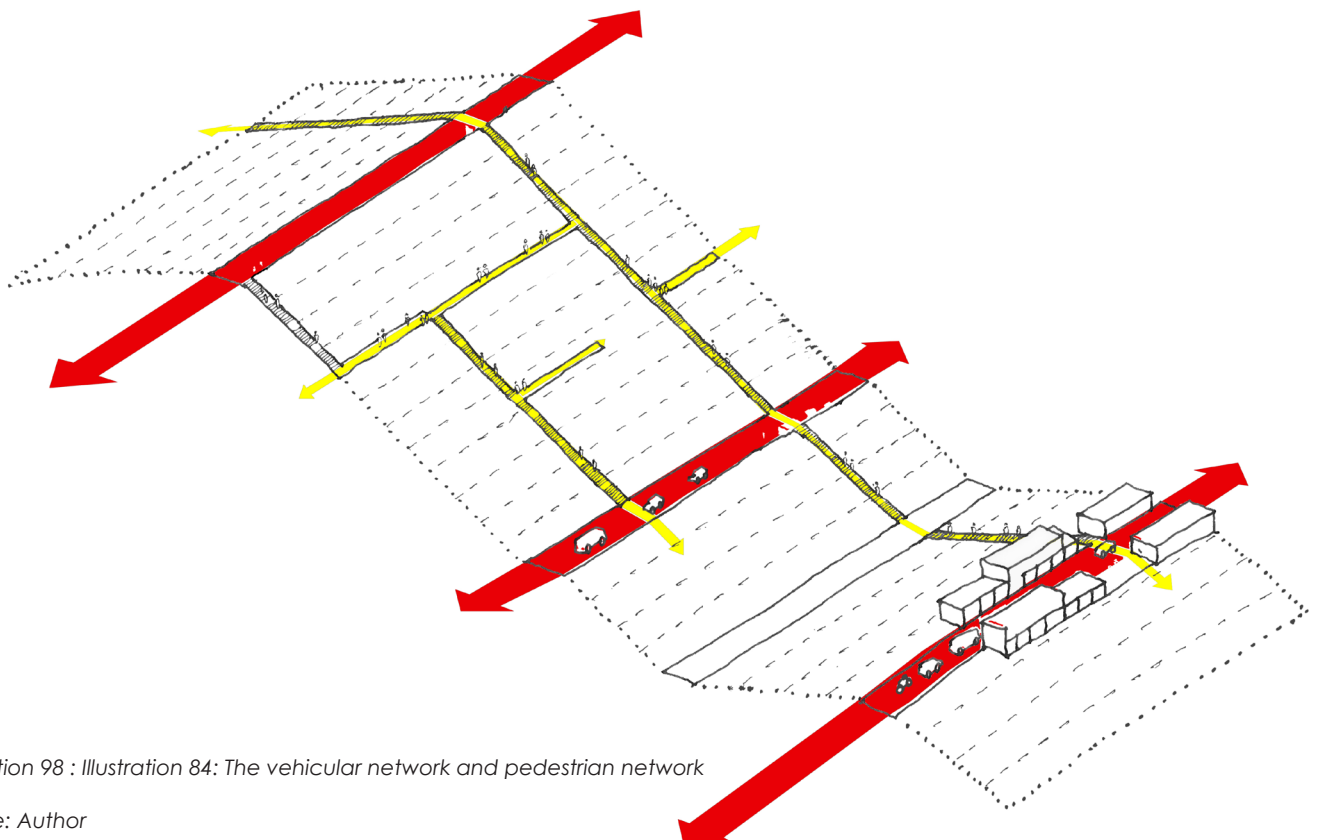 tion 98 : Illustration 84: The vehicular network and pedestrian network
e: Author